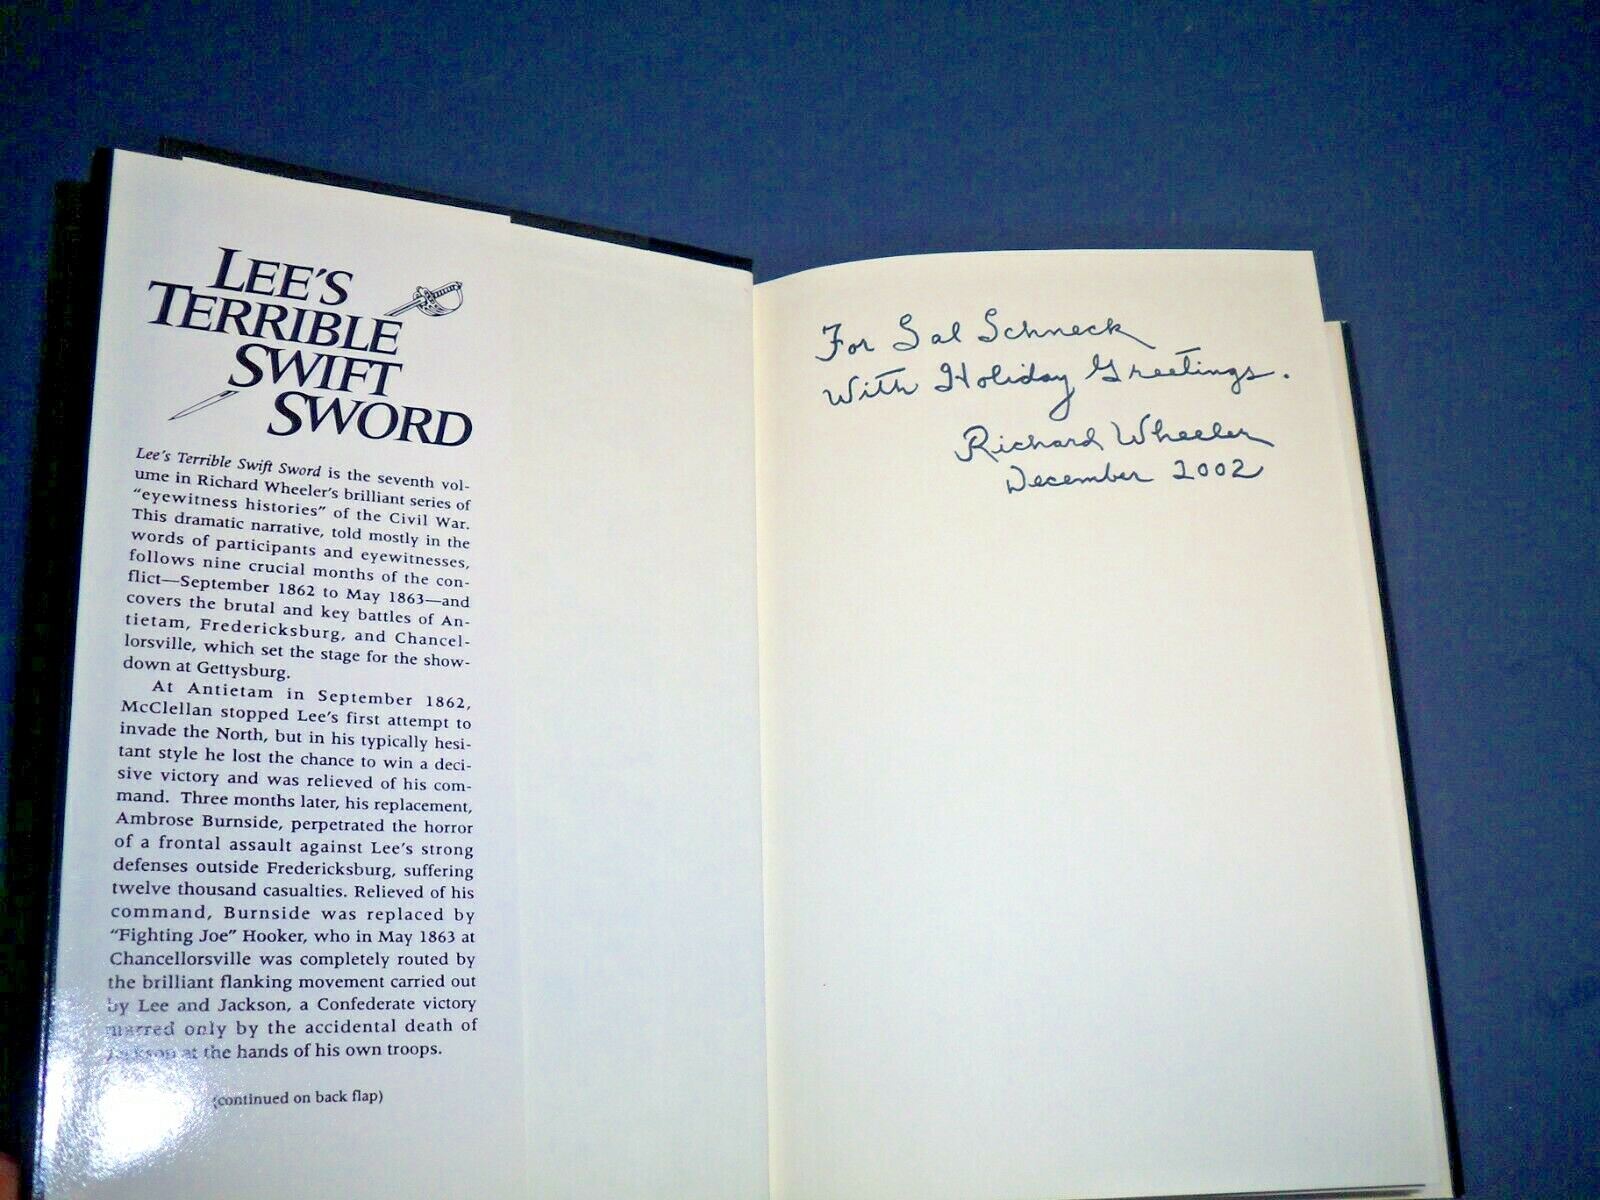 LEE'S
TERRIBLE
SWIFT
SWORD
Lee's Terrible Swift Sword is the seventh vol-
ume in Richard Wheeler's brilliant series of
"eyewitness histories" of the Civil War.
This dramatic narrative, told mostly in the
words of participants and eyewitnesses,
follows nine crucial months of the con-
flict—September 1862 to May 1863—and
covers the brutal and key battles of An-
tietam, Fredericksburg, and Chancel-
lorsville, which set the stage for the show-
down at Gettysburg.
At Antietam in September 1862,
McClellan stopped Lee's first attempt to
invade the North, but in his typically hesi-
tant style he lost the chance to win a deci-
sive victory and was relieved of his com-
mand. Three months later, his replacement,
Ambrose Burnside, perpetrated the horror
of a frontal assault against Lee's strong
defenses outside Fredericksburg, suffering
twelve thousand casualties. Relieved of his
command, Burnside was replaced by
"Fighting Joe" Hooker, who in May 1863 at
Chancellorsville was completely routed by
the brilliant flanking movement carried out
by Lee and Jackson, a Confederate victory
marred only by the accidental death of
Jackson at the hands of his own troops.
(continued on back flap)
For Sal Schneck
With Holiday Greetings.
Richard Wheeler
December 2002